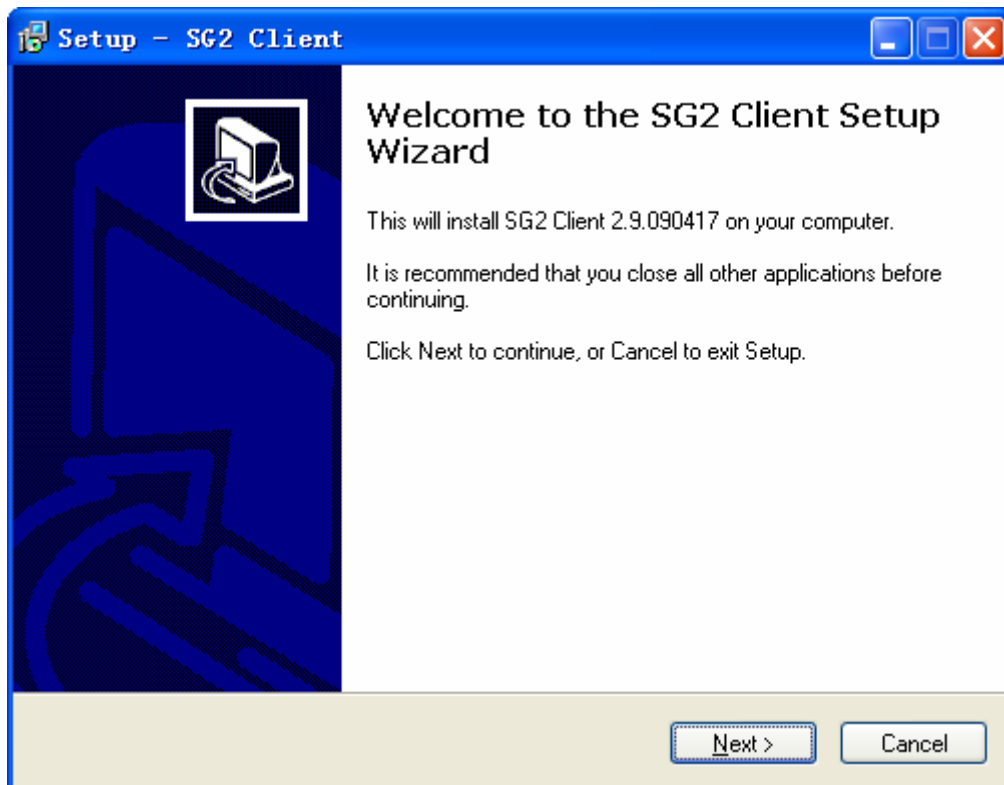 Setup - SG2 Client
Welcome to the SG2 Client Setup
Wizard
This will install SG2 Client 2.9.090417 on your computer.
It is recommended that you close all other applications before
continuing.
Click Next to continue, or Cancel to exit Setup.
Next >
Cancel